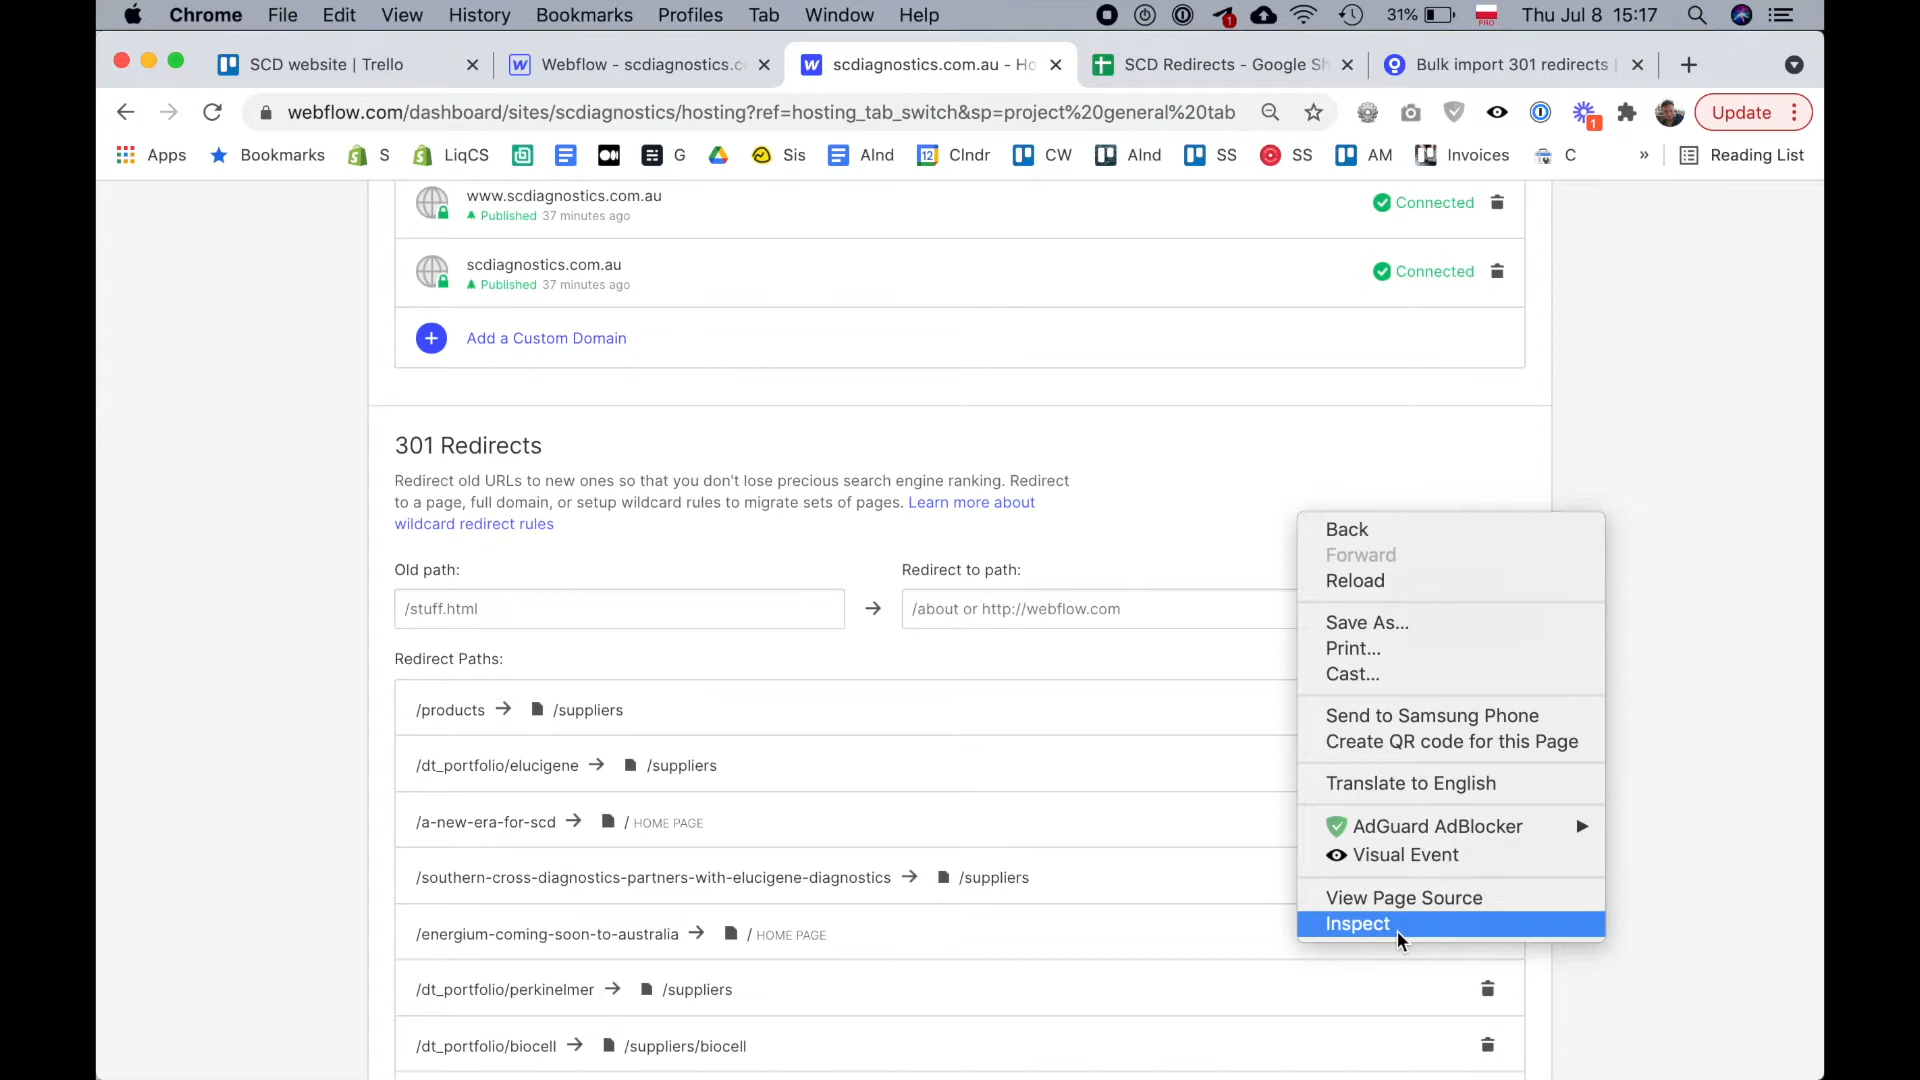 Chrome File Edit View History Bookmarks Profiles Tab Window Help 1 31% PRO Thu Jul 8 15:17
SCD website | Trello Webflow - scdiagnostics.c scdiagnostics.com.au - Ho SCD Redirects - Google Sh Bulk import 301 redirects |
webflow.com/dashboard/sites/scdiagnostics/hosting?ref=hosting_tab_switch&sp=project%20general%20tab 1 Update
Apps Bookmarks S LiqCS G Sis Alnd 12 Clndr CW Alnd SS SS AM Invoices C » Reading List
www.scdiagnostics.com.au
Published 37 minutes ago
Connected
scdiagnostics.com.au
Published 37 minutes ago
Connected
Add a Custom Domain
301 Redirects
Redirect old URLs to new ones so that you don't lose precious search engine ranking. Redirect
to a page, full domain, or setup wildcard rules to migrate sets of pages. Learn more about
wildcard redirect rules
Old path:
Redirect to path:
/stuff.html → /about or http://webflow.com
Redirect Paths:
/products → /suppliers
/dt_portfolio/elucigene → /suppliers
/a-new-era-for-scd → / HOME PAGE
/southern-cross-diagnostics-partners-with-elucigene-diagnostics → /suppliers
/energium-coming-soon-to-australia → / HOME PAGE
/dt_portfolio/perkinelmer → /suppliers
/dt_portfolio/biocell → /suppliers/biocell
Back
Forward
Reload
Save As...
Print...
Cast...
Send to Samsung Phone
Create QR code for this Page
Translate to English
AdGuard AdBlocker
Visual Event
View Page Source
Inspect